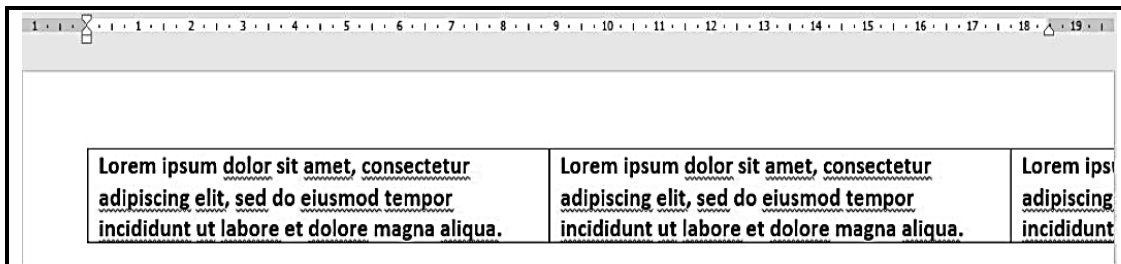 1 1 2 3 4 5 6 7 8 9 10 11 12 13 14 15 16 17 18 19
Lorem ipsum dolor sit amet, consectetur
adipiscing elit, sed do eiusmod tempor
incididunt ut labore et dolore magna aliqua.
Lorem ipsum dolor sit amet, consectetur
adipiscing elit, sed do eiusmod tempor
incididunt ut labore et dolore magna aliqua.
Lorem ips
adipiscing
incididunt